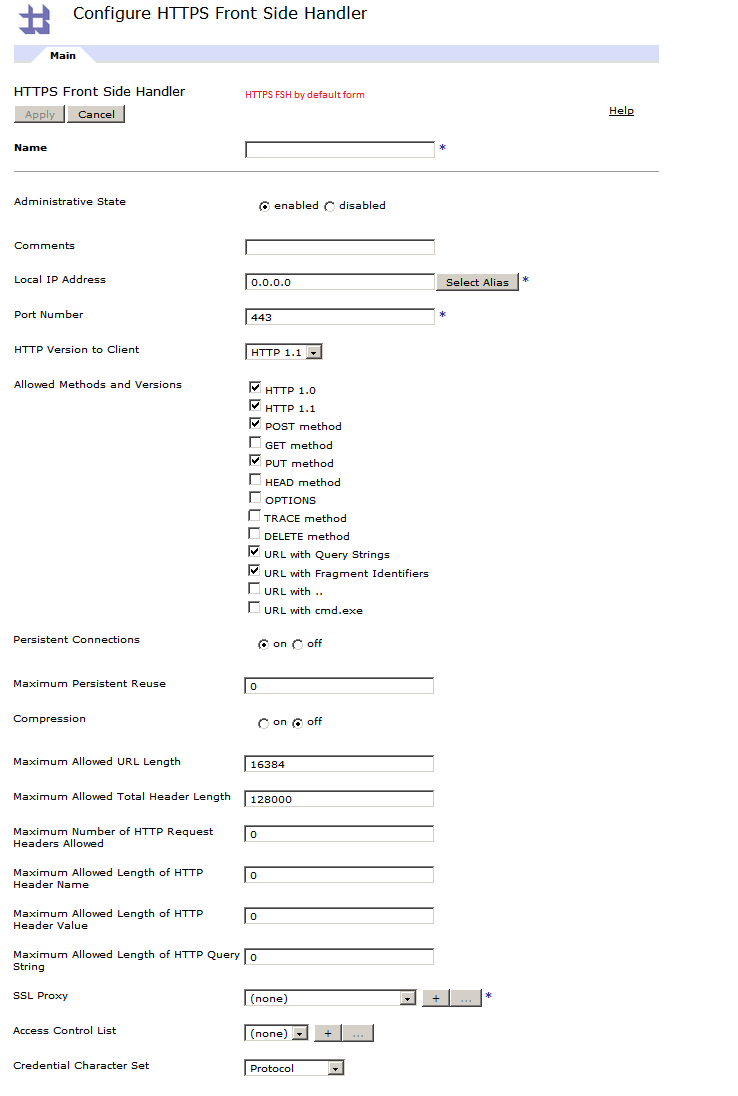 Configure HTTPS Front Side Handler
Main
HTTPS Front Side Handler
HTTPS FSH by default form
Apply Cancel
Help
Name *
Administrative State
enabled disabled
Comments
Local IP Address 0.0.0.0 Select Alias *
Port Number 443 *
HTTP Version to Client HTTP 1.1
Allowed Methods and Versions
HTTP 1.0
HTTP 1.1
POST method
GET method
PUT method
HEAD method
OPTIONS
TRACE method
DELETE method
URL with Query Strings
URL with Fragment Identifiers
URL with ..
URL with cmd.exe
Persistent Connections
on off
Maximum Persistent Reuse 0
Compression
on off
Maximum Allowed URL Length 16384
Maximum Allowed Total Header Length 128000
Maximum Number of HTTP Request
Headers Allowed
0
Maximum Allowed Length of HTTP
Header Name
0
Maximum Allowed Length of HTTP
Header Value
0
Maximum Allowed Length of HTTP Query
String
0
SSL Proxy (none) + ... *
Access Control List (none) + ...
Credential Character Set Protocol